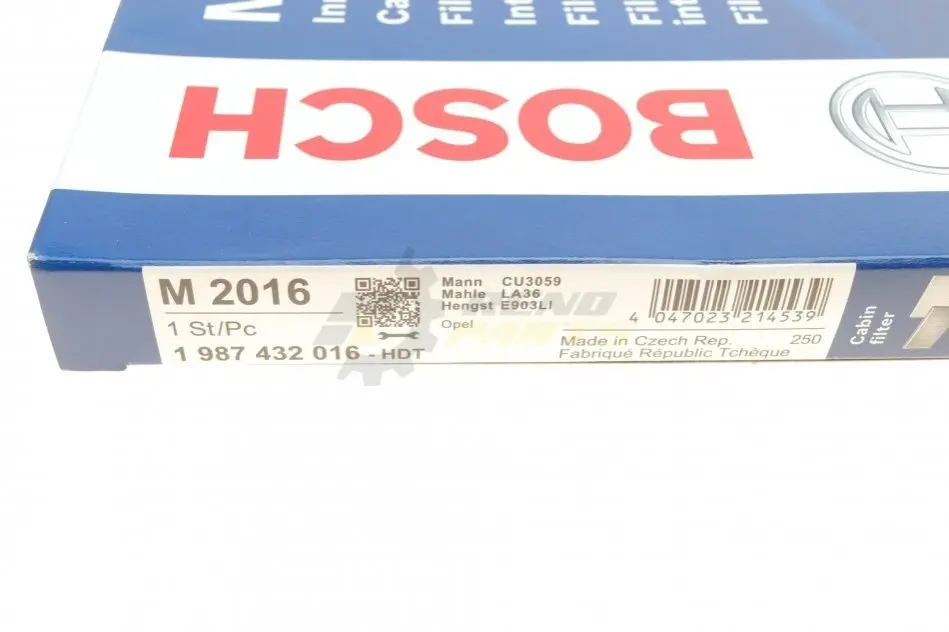 M
BOSCH
M 2016
1 St/Pc
1 987 432 016 - HDT
Mann CU3059
Mahle LA36
Hengst E903LI
Opel
4 047023 214539
Made in Czech Rep. 250
Fabriqué Républic Tchèque
Cabin
filter